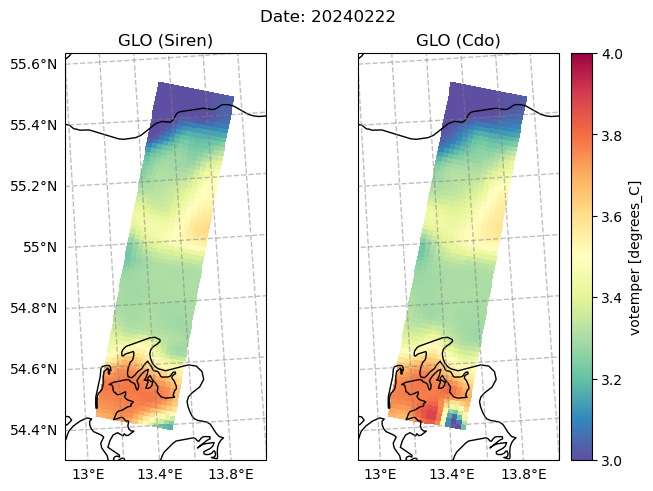 Date: 20240222
GLO (Siren)
GLO (Cdo)
55.6°N
55.4°N
55.2°N
55°N
54.8°N
54.6°N
54.4°N
13°E 13.4°E 13.8°E
13°E 13.4°E 13.8°E
4.0
3.8
3.6
3.4
3.2
3.0
votemper [degrees_C]